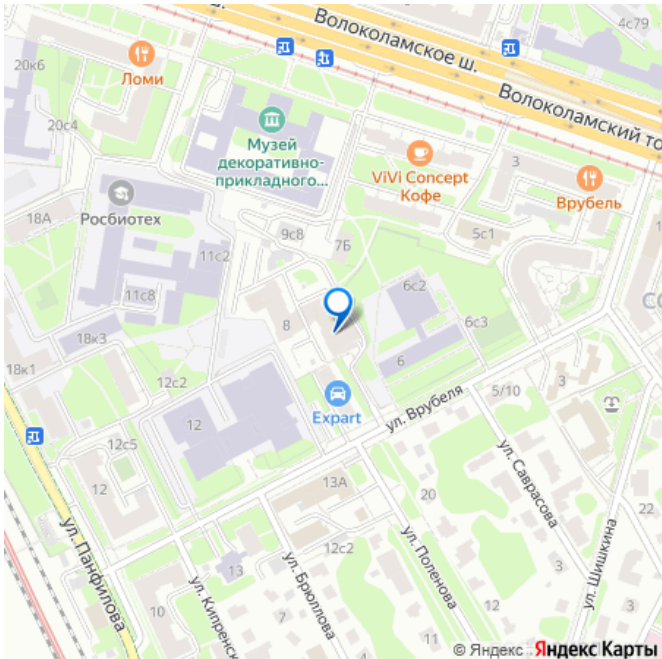 4с79
Волоколамское ш.
20к6
Ломи
Волоколамский
Музей
декоративно-
прикладного...
20с4
3
ViVi Concept
Кофе
Врубель
Росбиотех
18А
9с8
7Б
5с1
11с2
6с2
11с8
8
6с3
18к3
18к1
6
12с2
Expart
ул. Врубеля
5/10
3
12
12с5
12
13А
20
ул. Саврасова
22
ул. Панфилова
12с2
ул. Поленова
ул. Шишкина
13
ул. Брюллова
10
7
12
3
11
© Яндекс
Яндекс Карты